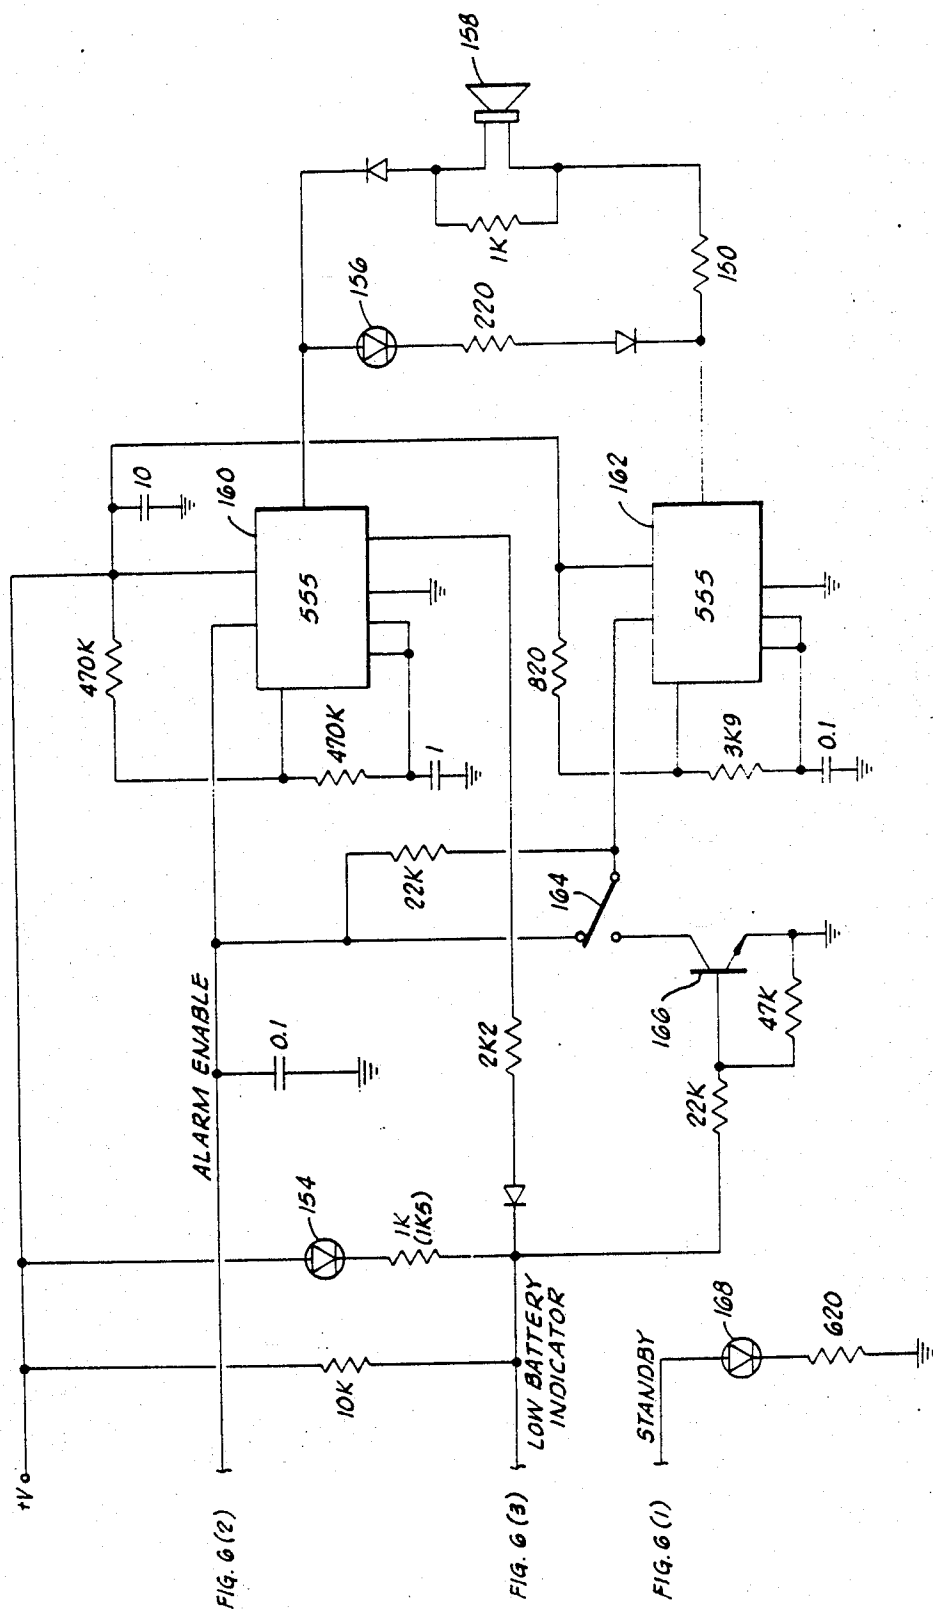 +V
FIG. 6 (2)
FIG. 6 (3)
FIG. 6 (1)
ALARM ENABLE
LOW BATTERY
INDICATOR
STANDBY
10K
154
1K
(1K5)
0.1
2K2
168
620
22K
47K
166
164
22K
470K
470K
1
10
160
555
820
3K9
0.1
162
555
156
220
1K
150
158